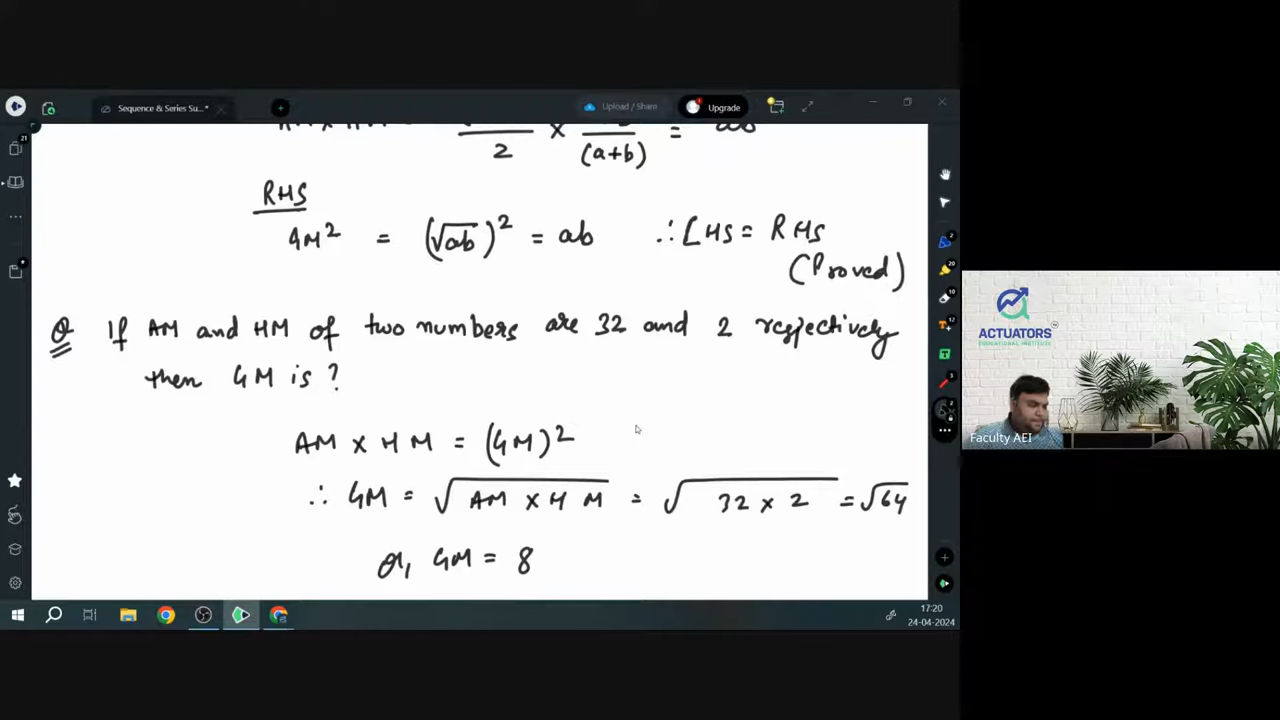 Sequence & Series Su...*
Upload / Share
Upgrade
2 × (a+b) =
RHS
GM² = (√ab)² = ab ∴ LHS = RHS
(Proved)
Q If AM and HM of two numbers are 32 and 2 respectively
then GM is ?
AM × HM = (GM)²
∴ GM = √AM × HM = √32 × 2 = √64
or, GM = 8
ACTUATORS
EDUCATIONAL INSTITUTE
Faculty AEI
17:20
24-04-2024